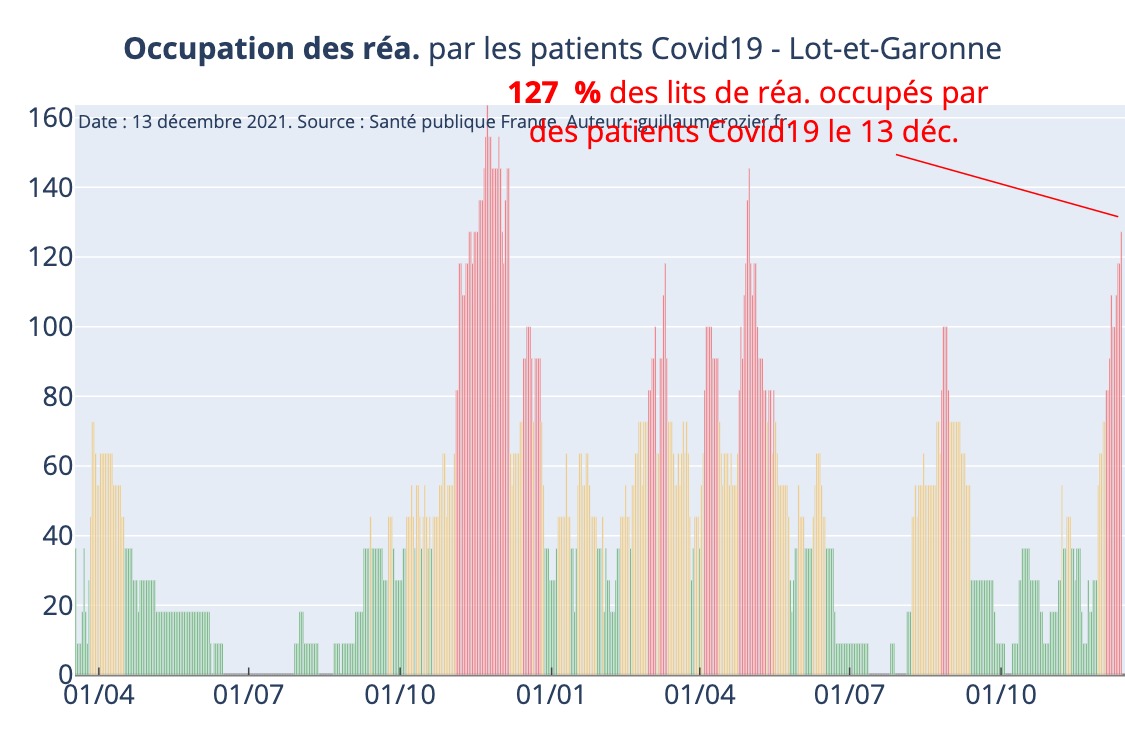 Occupation des réa. par les patients Covid19 - Lot-et-Garonne
127 % des lits de réa. occupés par
des patients Covid19 le 13 déc.
Date : 13 décembre 2021. Source : Santé publique France. Auteur : guillaumerozier.fr.
160
140
120
100
80
60
40
20
0
01/04 01/07 01/10 01/01 01/04 01/07 01/10